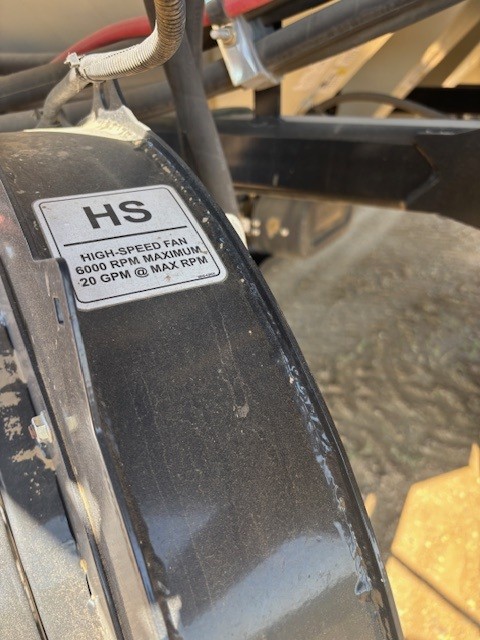 HS
HIGH-SPEED FAN
6000 RPM MAXIMUM
20 GPM @ MAX RPM